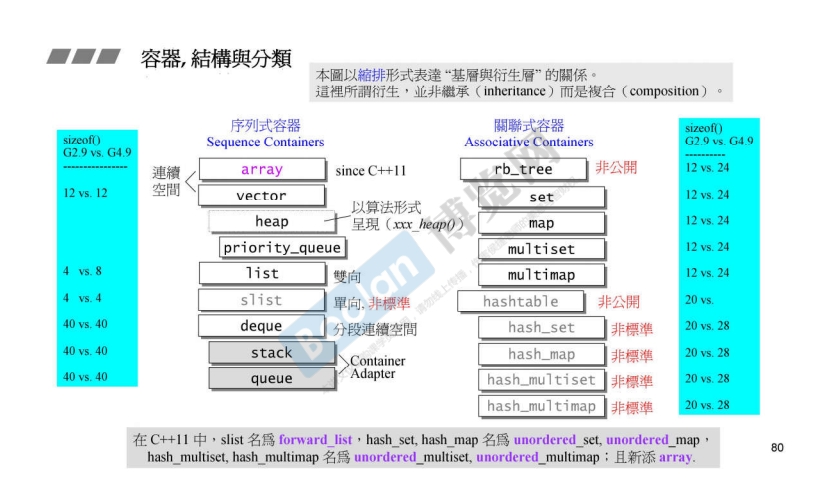 容器, 結構與分類
本圖以縮排形式表達 “基層與衍生層” 的關係。
這裡所謂衍生，並非繼承（inheritance）而是複合（composition）。
sizeof()
G2.9 vs. G4.9
----------------
12 vs. 12
4 vs. 8
4 vs. 4
40 vs. 40
40 vs. 40
40 vs. 40
序列式容器
Sequence Containers
連續
空間
array
since C++11
vector
heap
以算法形式
呈現（xxx_heap()）
priority_queue
list
雙向
slist
單向, 非標準
deque
分段連續空間
stack
queue
Container
Adapter
關聯式容器
Associative Containers
rb_tree
非公開
set
map
multiset
multimap
hashtable
非公開
hash_set
非標準
hash_map
非標準
hash_multiset
非標準
hash_multimap
非標準
sizeof()
G2.9 vs. G4.9
----------
12 vs. 24
12 vs. 24
12 vs. 24
12 vs. 24
12 vs. 24
20 vs.
20 vs. 28
20 vs. 28
20 vs. 28
20 vs. 28
Boolan 博览网
在 C++11 中，slist 名爲 forward_list，hash_set, hash_map 名爲 unordered_set, unordered_map，
hash_multiset, hash_multimap 名爲 unordered_multiset, unordered_multimap；且新添 array.
80